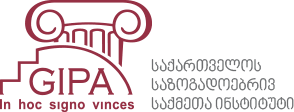 GIPA
In hoc signo vinces
საქართველოს
საზოგადოებრივ
საქმეთა ინსტიტუტი